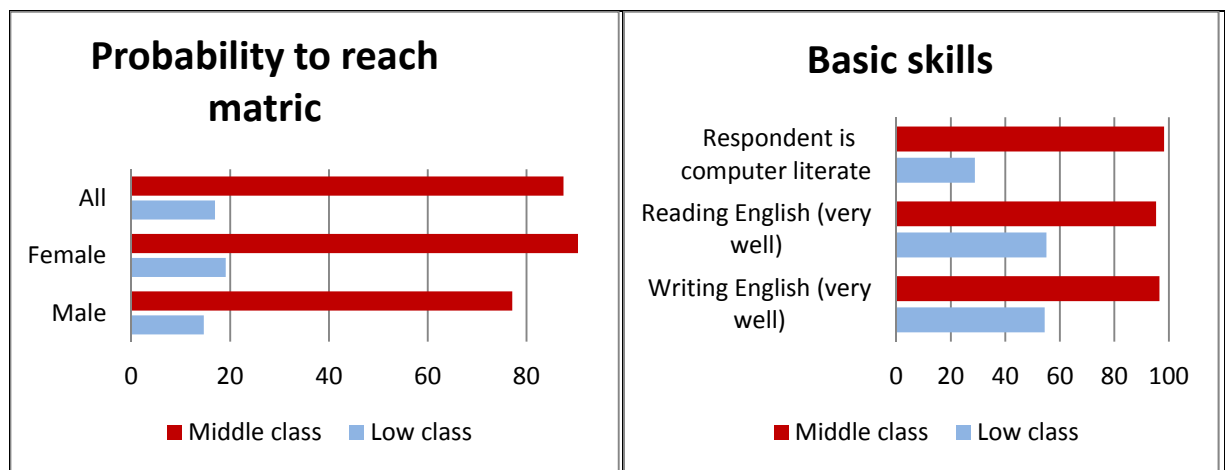 Probability to reach
matric
All
Female
Male
0 20 40 60 80
Middle class Low class
Basic skills
Respondent is
computer literate
Reading English (very
well)
Writing English (very
well)
0 20 40 60 80 100
Middle class Low class